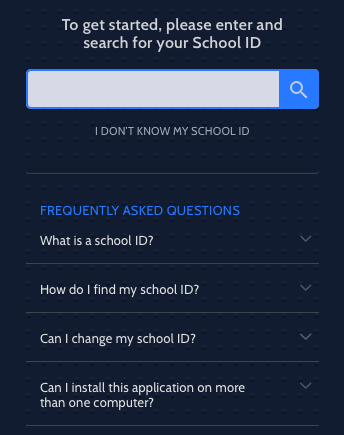 To get started, please enter and
search for your School ID
I DON'T KNOW MY SCHOOL ID
FREQUENTLY ASKED QUESTIONS
What is a school ID?
How do I find my school ID?
Can I change my school ID?
Can I install this application on more
than one computer?